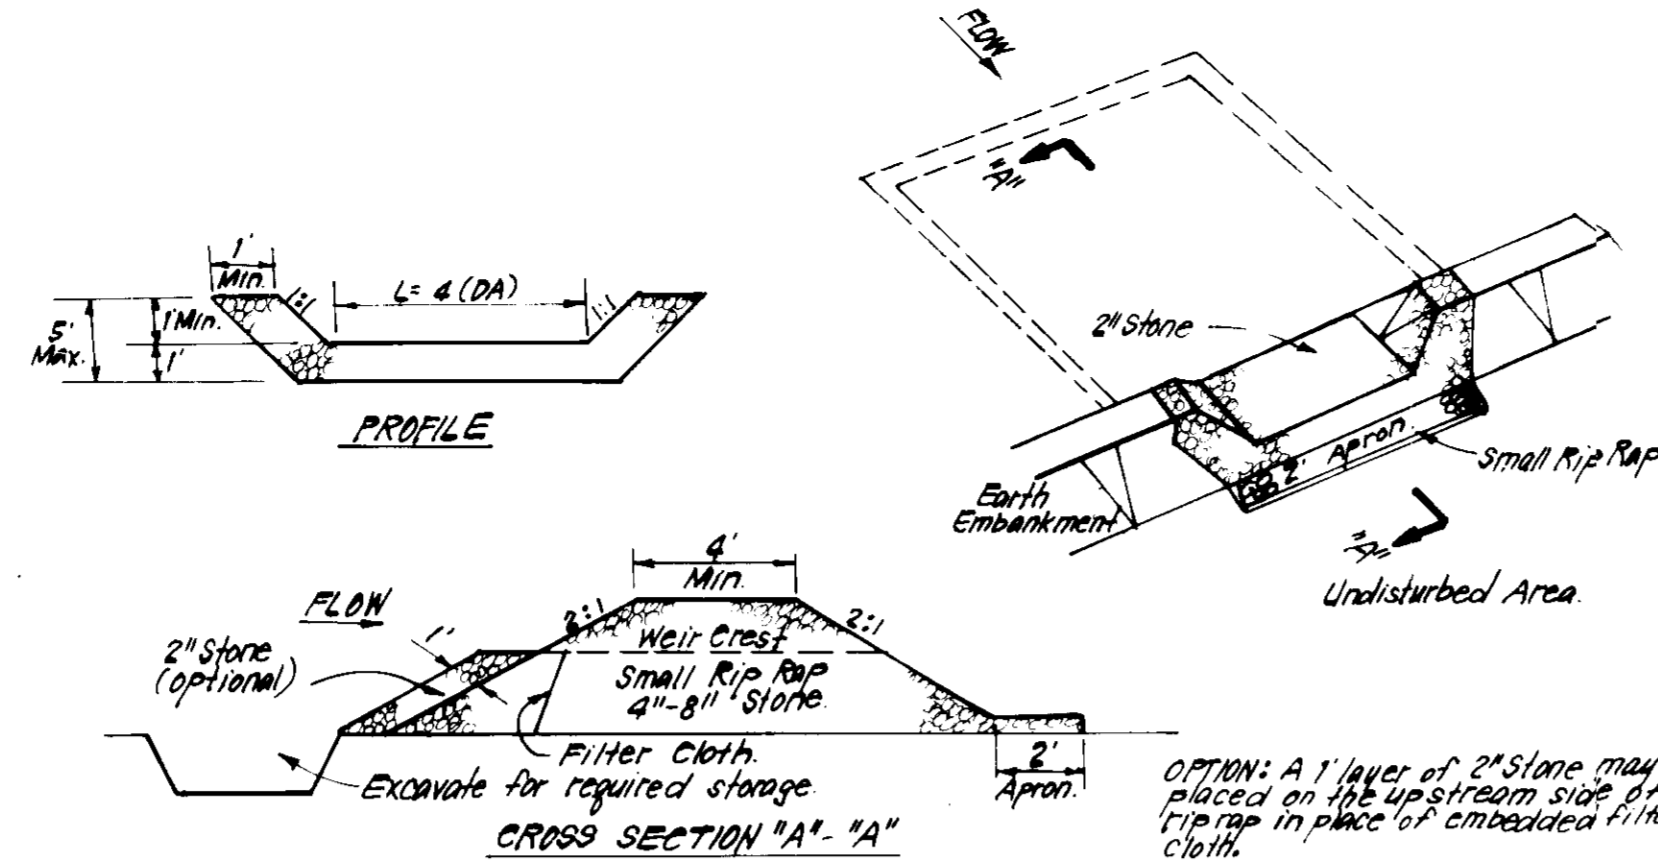 FLOW
"A"
1'
Min.
1:1
L= 4 (DA)
1:1
5'
Max.
1' Min.
1'
PROFILE
2" Stone
2' Apron.
Small Rip Rap
Earth
Embankment
"A"
Undisturbed Area.
4'
Min.
FLOW
2:1
2:1
1'
2" Stone
(optional)
Weir Crest
Small Rip Rap
4"-8" Stone.
Filter Cloth.
Excavate for required storage.
2'
Apron.
CROSS SECTION "A"-"A"
OPTION: A 1' layer of 2" Stone may
placed on the upstream side of
rip rap in place of embedded filte
cloth.